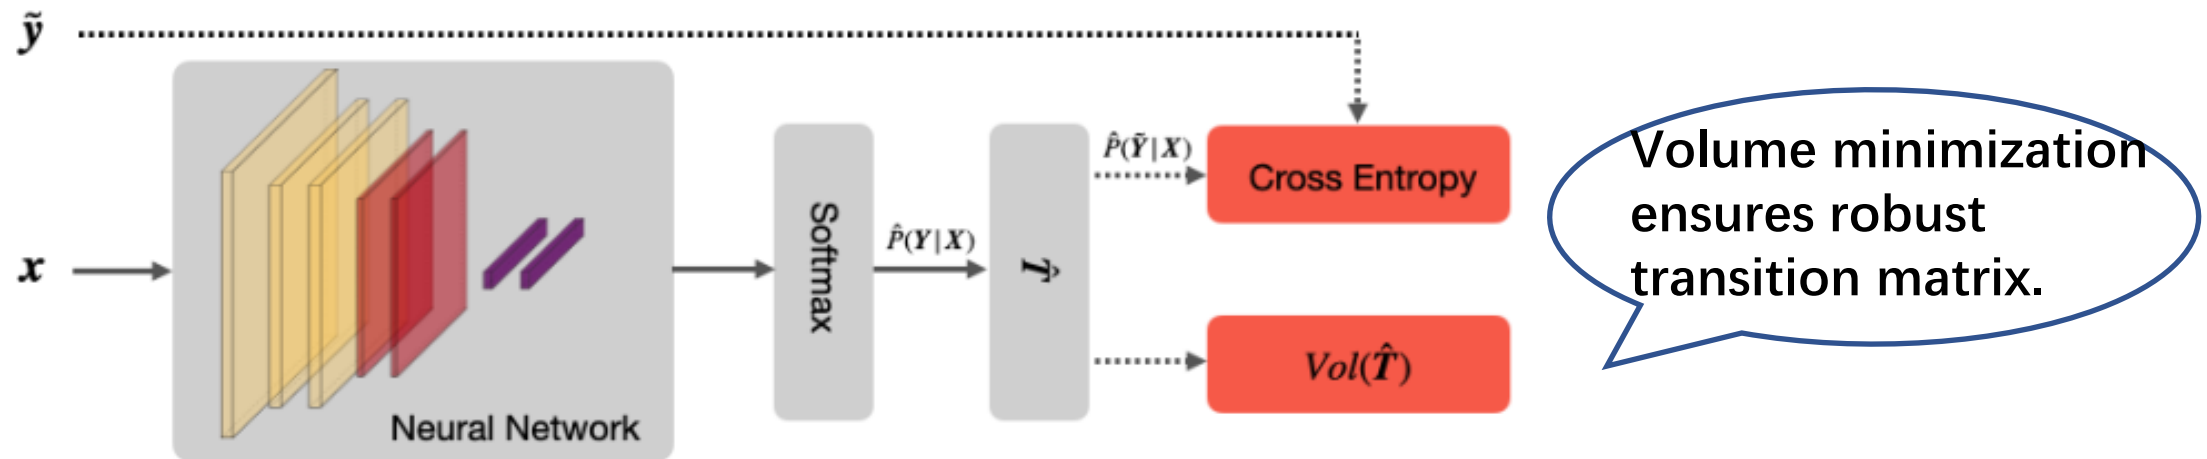 ỹ
x
Neural Network
Softmax
P̂(Y|X)
T̂
P̂(Ỹ|X)
Cross Entropy
Vol(T̂)
Volume minimization
ensures robust
transition matrix.